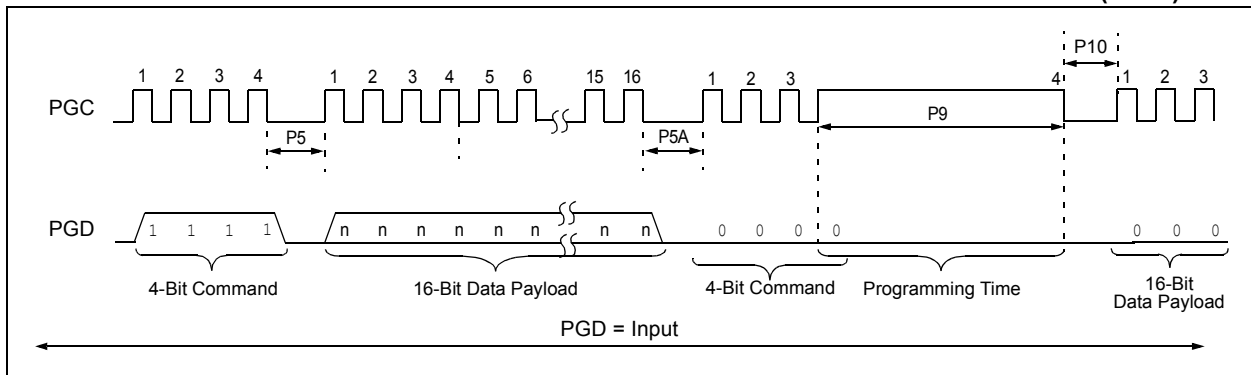 P10
1 2 3 4 1 2 3 4 5 6 15 16 1 2 3 4 1 2 3
PGC
P9
P5
P5A
PGD
1 1 1 1 n n n n n n n n 0 0 0 0 0 0 0
4-Bit Command
16-Bit Data Payload
4-Bit Command
Programming Time
16-Bit
Data Payload
PGD = Input